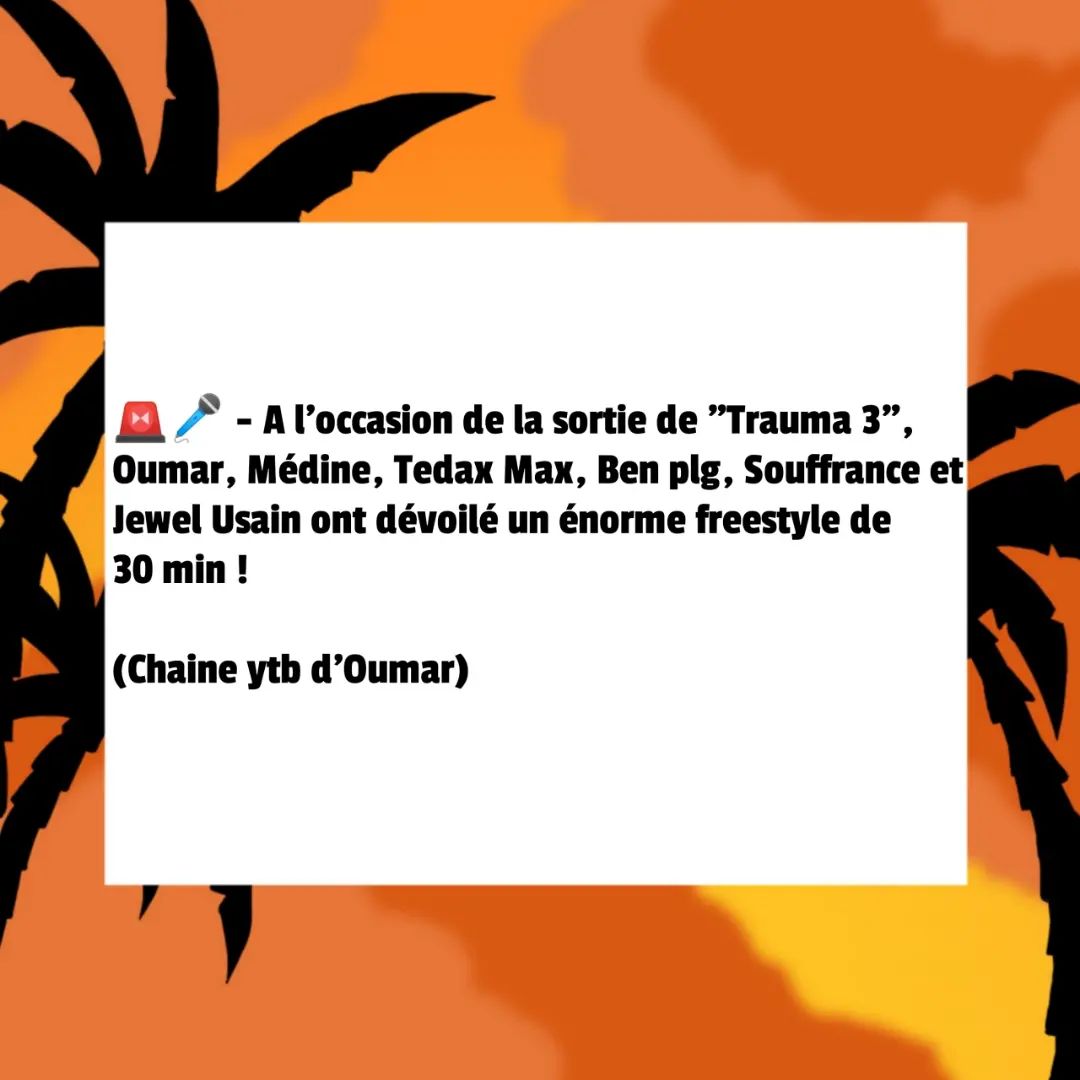 🚨🎤 - A l’occasion de la sortie de ”Trauma 3”,
Oumar, Médine, Tedax Max, Ben plg, Souffrance et
Jewel Usain ont dévoilé un énorme freestyle de
30 min !
(Chaine ytb d’Oumar)